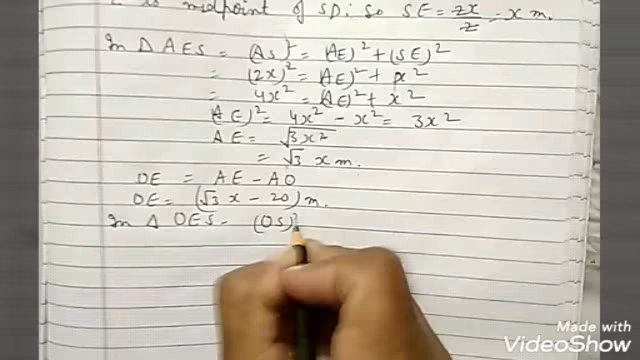 E is midpoint of SD; so SE = 2x/2 = x m.
In Δ AES = (AS)² = (AE)² + (SE)²
= (2x)² = (AE)² + x²
= 4x² = (AE)² + x²
(AE)² = 4x² - x² = 3x²
AE = √3x²
= √3 x m.
OE = AE - AO
OE = (√3 x - 20) m.
In Δ OES - (OS)
Made with
VideoShow